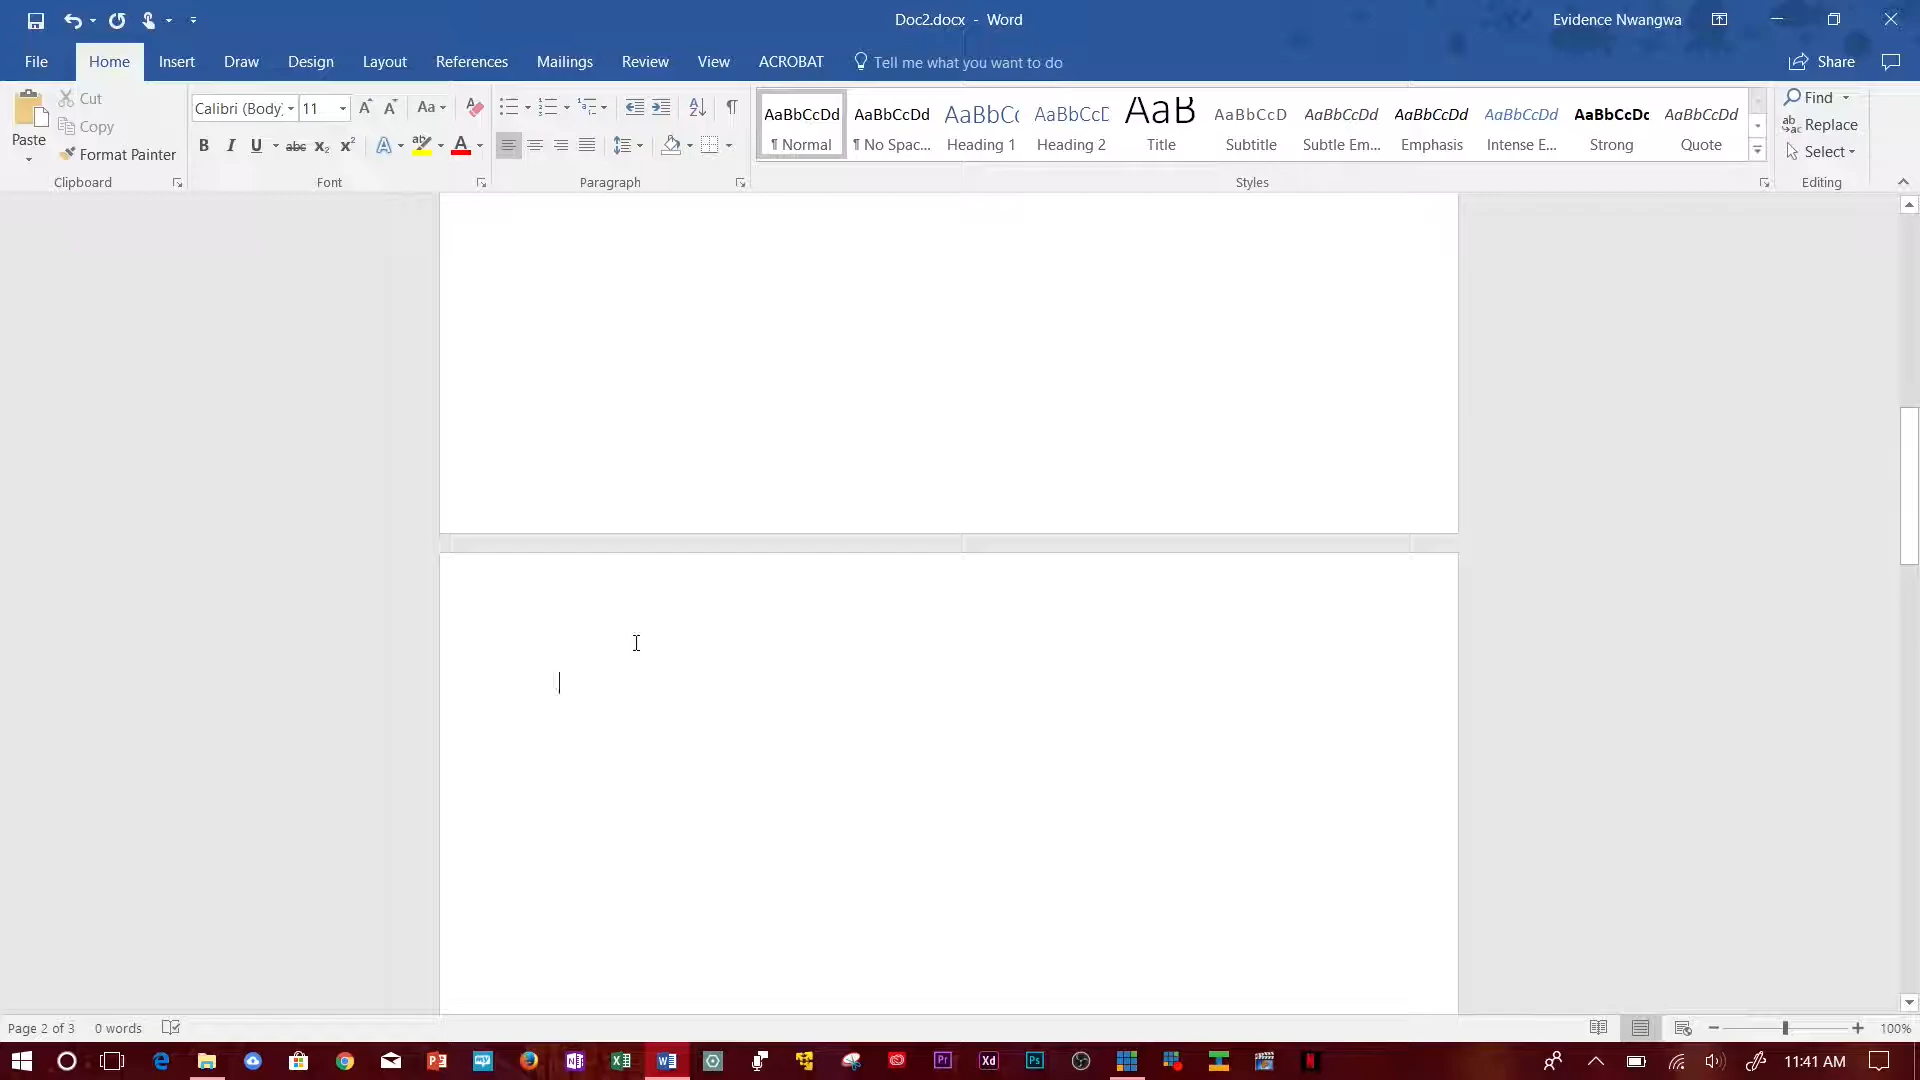 Doc2.docx - Word
Evidence Nwangwa
File Home Insert Draw Design Layout References Mailings Review View ACROBAT Tell me what you want to do
Share
Paste
Cut
Copy
Format Painter
Clipboard
Calibri (Body) 11
Aa
B I U abc X₂ X²
A
Font
Paragraph
AaBbCcDd
¶ Normal
AaBbCcDd
¶ No Spac...
AaBbCc
Heading 1
AaBbCcD
Heading 2
AaB
Title
AaBbCcD
Subtitle
AaBbCcDd
Subtle Em...
AaBbCcDd
Emphasis
AaBbCcDd
Intense E...
AaBbCcDc
Strong
AaBbCcDd
Quote
Styles
Find
Replace
Select
Editing
Page 2 of 3 0 words
100%
11:41 AM